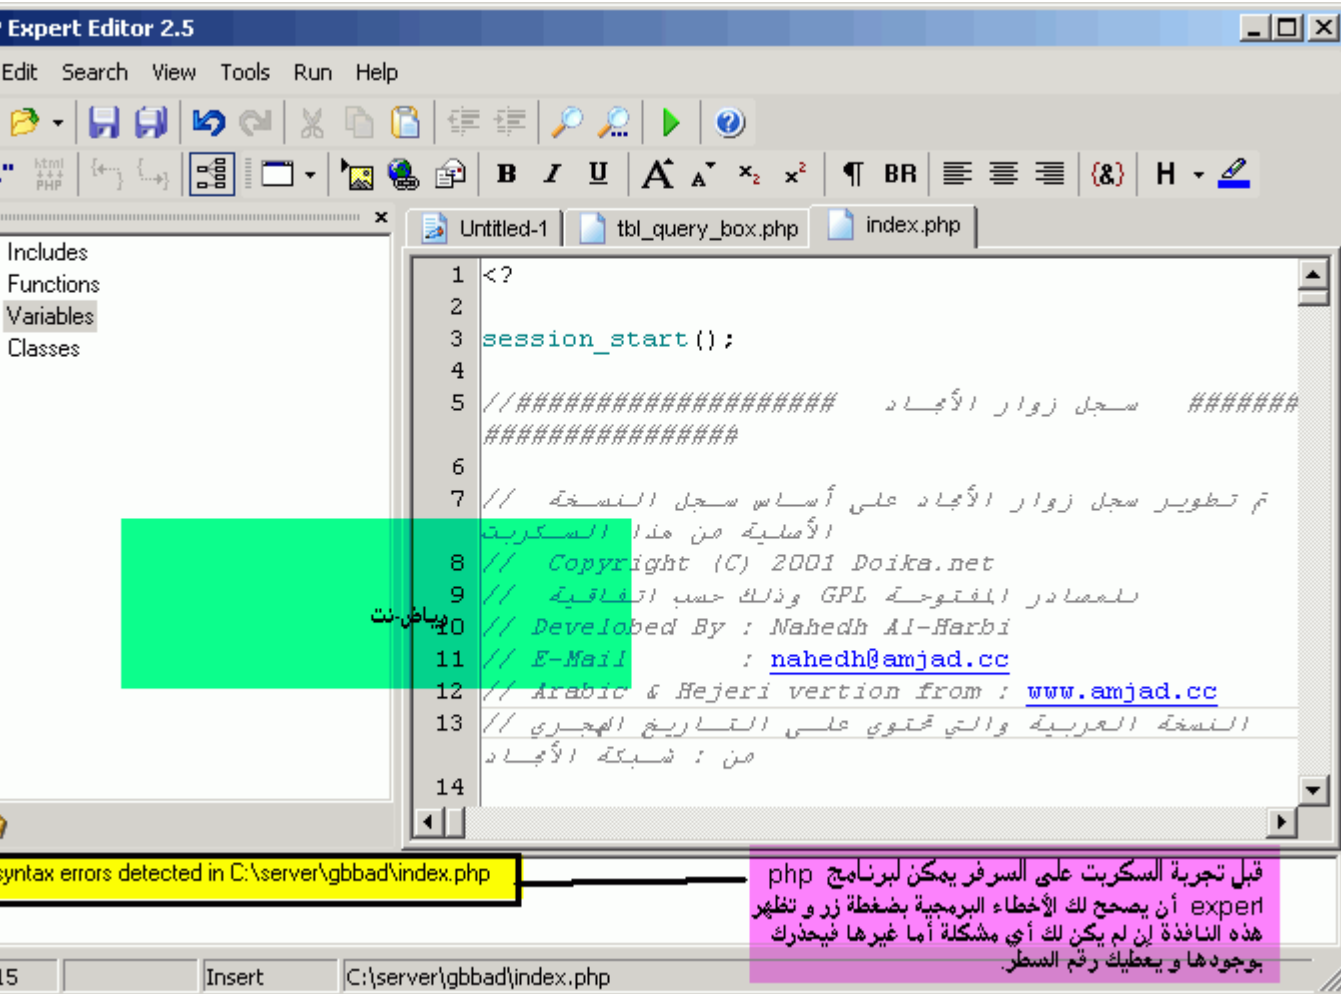 Expert Editor 2.5
Edit Search View Tools Run Help
html PHP B I U A A x2 x2 ¶ BR {&} H
Includes
Functions
Variables
Classes
Untitled-1 tbl_query_box.php index.php
1 <?
2
3 session_start();
4
5 //#################### سجل زوار الأمجاد #######
################
6
7 // تم تطوير سجل زوار الأمجاد على أساس سجل النسخة
الأصلية من هذا السكريت
8 // Copyright (C) 2001 Doika.net
9 // وذلك حسب اتفاقية GPL للمصادر المفتوحة
10 // Develobed By : Nahedh Al-Harbi
11 // E-Mail : nahedh@amjad.cc
12 // Arabic & Hejeri vertion from : www.amjad.cc
13 // النسخة العربية والتي تحتوي على التاريخ الهجري
من : شبكة الأمجاد
14
رياض-نت
syntax errors detected in C:\server\gbbad\index.php
قبل تجربة السكربت على السرفر يمكن لبرنامج php
expert أن يصحح لك الأخطاء البرمجية بضغطة زر و تظهر
هذه النافذة إن لم يكن لك أي مشكلة أما غيرها فيحذرك
بوجودها و يعطيك رقم السطر.
15 Insert C:\server\gbbad\index.php